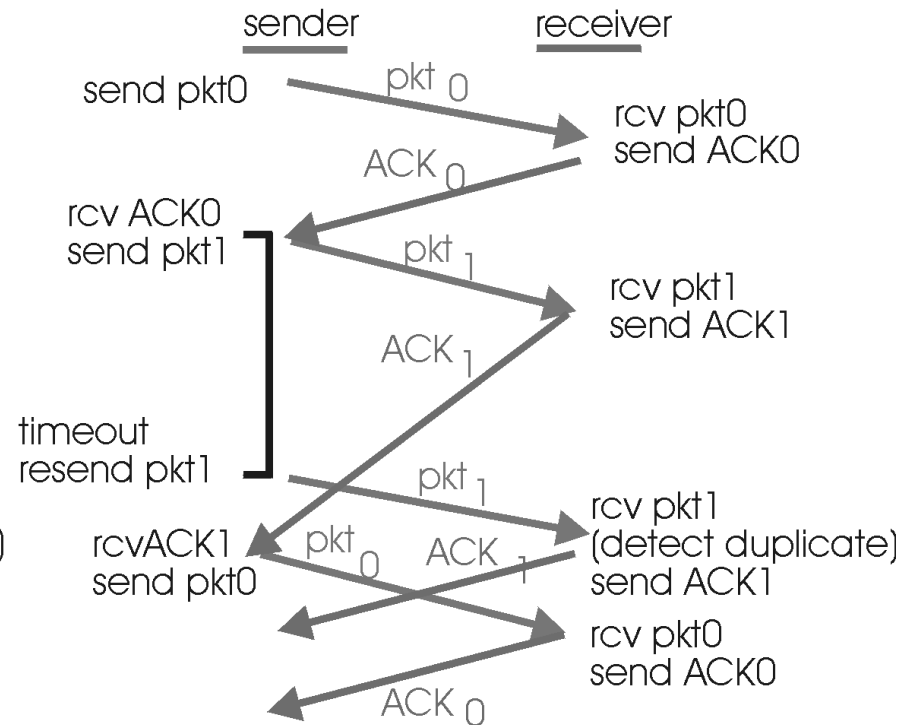 sender receiver
send pkt0
pkt 0
rcv pkt0
send ACK0
ACK 0
rcv ACK0
send pkt1
pkt 1
rcv pkt1
send ACK1
ACK 1
timeout
resend pkt1
pkt 1
rcv pkt1
(detect duplicate)
send ACK1
)
rcvACK1
send pkt0
pkt 0
ACK 1
rcv pkt0
send ACK0
ACK 0